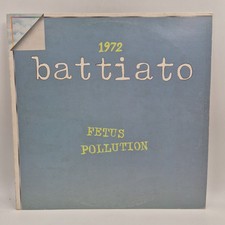 1972
battiato
FETUS
POLLUTION